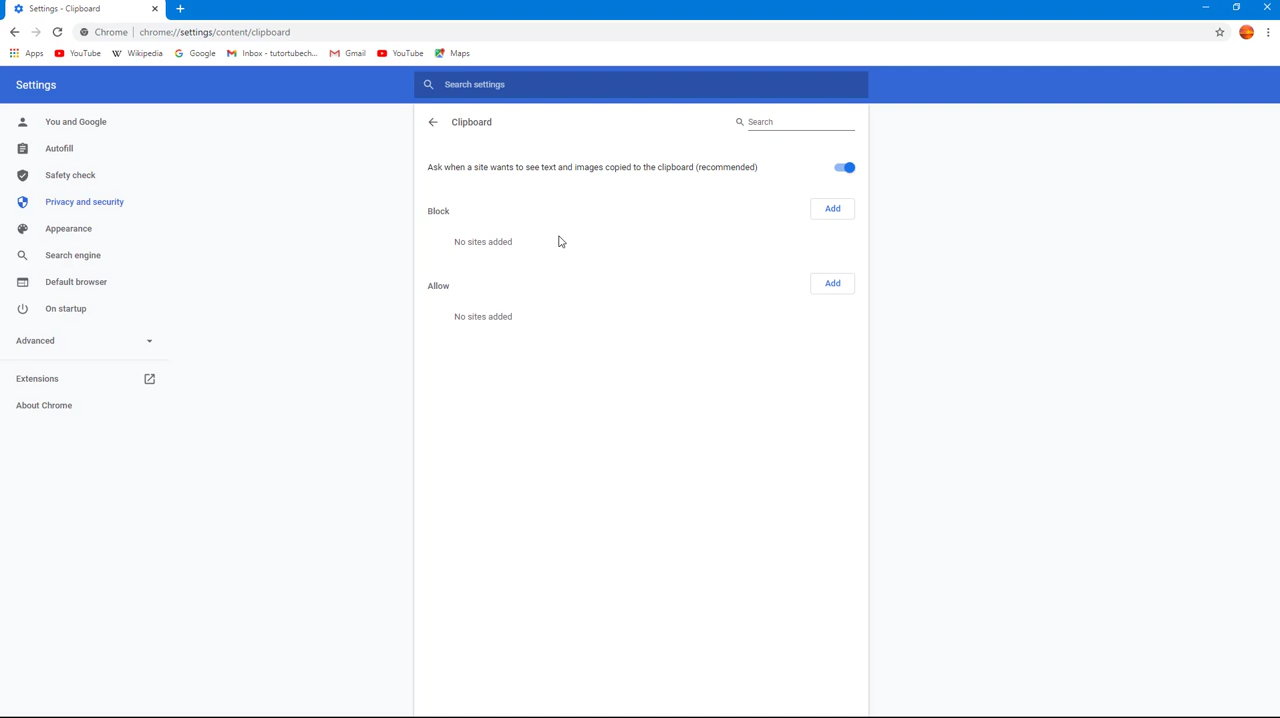 Settings - Clipboard
Chrome chrome://settings/content/clipboard
Apps YouTube Wikipedia Google Inbox - tutortubech... Gmail YouTube Maps
Settings
Search settings
You and Google
Autofill
Safety check
Privacy and security
Appearance
Search engine
Default browser
On startup
Advanced
Extensions
About Chrome
Clipboard
Search
Ask when a site wants to see text and images copied to the clipboard (recommended)
Block
Add
No sites added
Allow
Add
No sites added